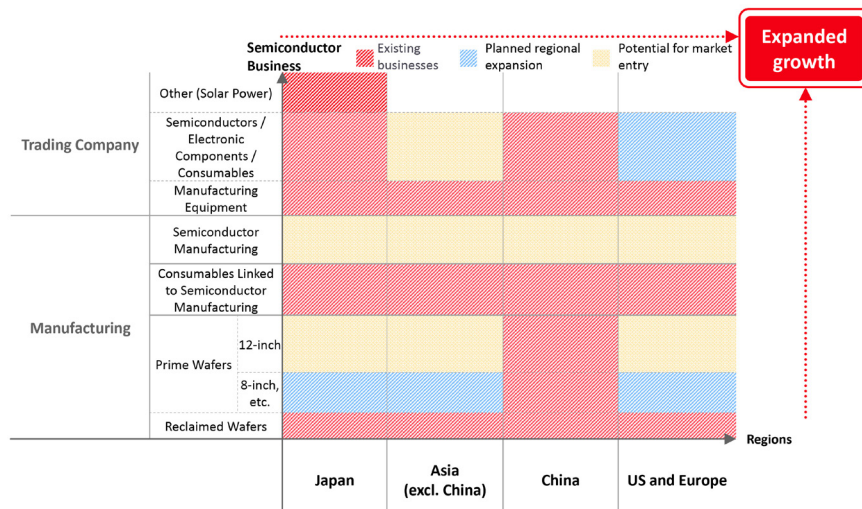 Semiconductor
Business
Existing
businesses
Planned regional
expansion
Potential for market
entry
Expanded
growth
Trading Company
Other (Solar Power)
Semiconductors /
Electronic
Components /
Consumables
Manufacturing
Equipment
Manufacturing
Semiconductor
Manufacturing
Consumables Linked
to Semiconductor
Manufacturing
Prime Wafers
12-inch
8-inch,
etc.
Reclaimed Wafers
Regions
Japan
Asia
(excl. China)
China
US and Europe